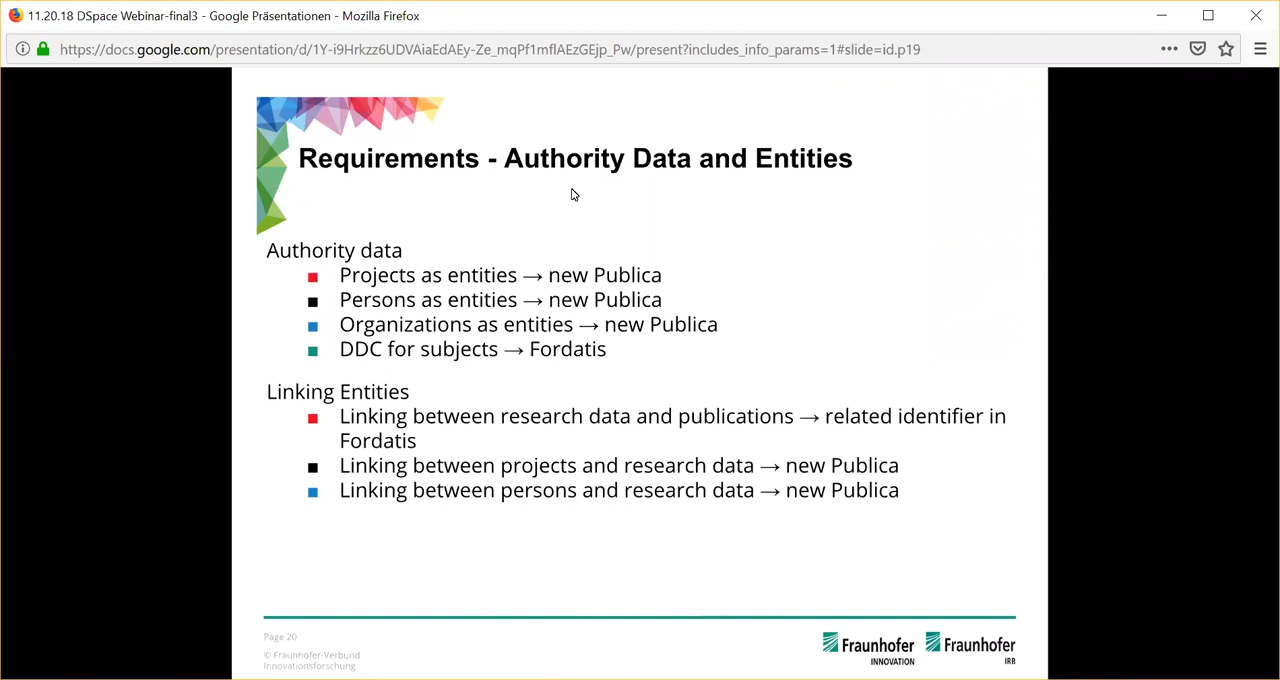 11.20.18 DSpace Webinar-final3 - Google Präsentationen - Mozilla Firefox
https://docs.google.com/presentation/d/1Y-i9Hrkzz6UDVAiaEdAEy-Ze_mqPf1mflAEzGEjp_Pw/present?includes_info_params=1#slide=id.p19
Requirements - Authority Data and Entities
Authority data
Projects as entities → new Publica
Persons as entities → new Publica
Organizations as entities → new Publica
DDC for subjects → Fordatis
Linking Entities
Linking between research data and publications → related identifier in
Fordatis
Linking between projects and research data → new Publica
Linking between persons and research data → new Publica
Page 20
© Fraunhofer-Verbund
Innovationsforschung
Fraunhofer
INNOVATION
Fraunhofer
IRB